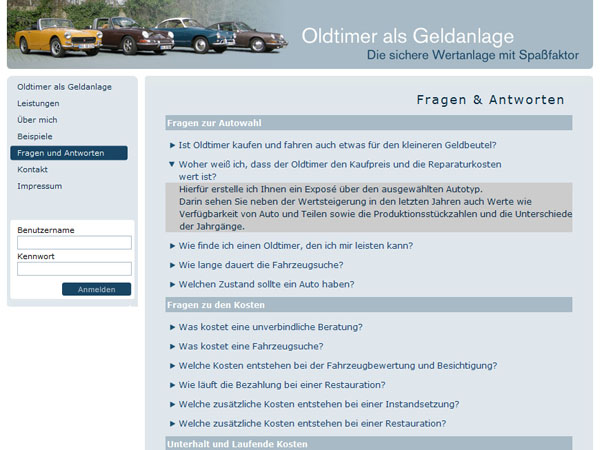 Oldtimer als Geldanlage
Die sichere Wertanlage mit Spaßfaktor
Oldtimer als Geldanlage
Leistungen
Über mich
Beispiele
Fragen und Antworten
Kontakt
Impressum
Benutzername
Kennwort
Anmelden
Fragen & Antworten
Fragen zur Autowahl
Ist Oldtimer kaufen und fahren auch etwas für den kleineren Geldbeutel?
Woher weiß ich, dass der Oldtimer den Kaufpreis und die Reparaturkosten
wert ist?
Hierfür erstelle ich Ihnen ein Exposé über den ausgewählten Autotyp.
Darin sehen Sie neben der Wertsteigerung in den letzten Jahren auch Werte wie
Verfügbarkeit von Auto und Teilen sowie die Produktionsstückzahlen und die Unterschiede
der Jahrgänge.
Wie finde ich einen Oldtimer, den ich mir leisten kann?
Wie lange dauert die Fahrzeugsuche?
Welchen Zustand sollte ein Auto haben?
Fragen zu den Kosten
Was kostet eine unverbindliche Beratung?
Was kostet eine Fahrzeugsuche?
Welche Kosten entstehen bei der Fahrzeugbewertung und Besichtigung?
Wie läuft die Bezahlung bei einer Restauration?
Welche zusätzliche Kosten entstehen bei einer Instandsetzung?
Welche zusätzliche Kosten entstehen bei einer Restauration?
Unterhalt und Laufende Kosten